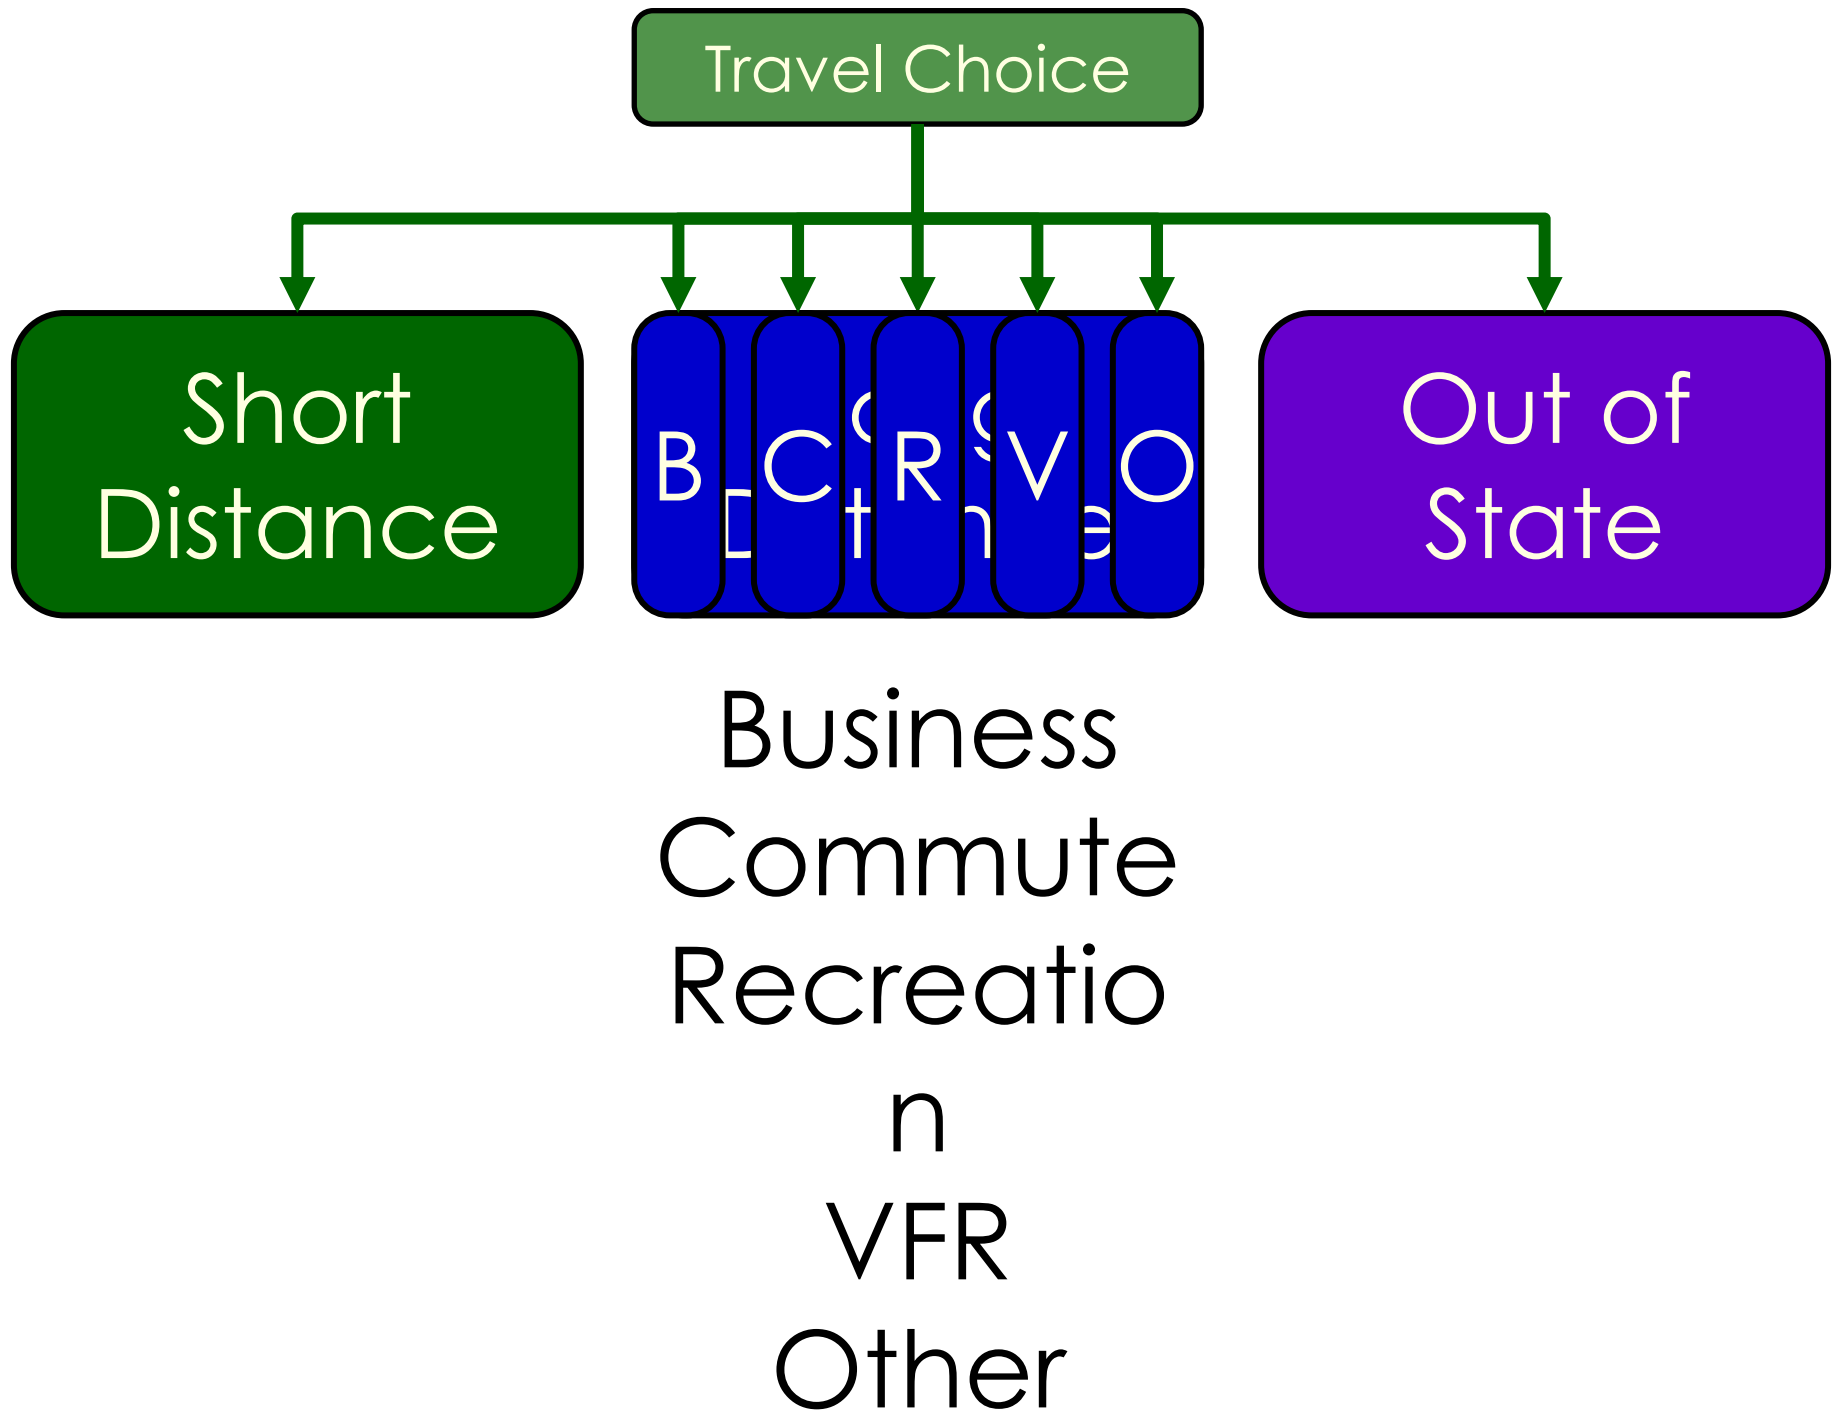 Travel Choice
Short
Distance
B C R V O
Out of
State
Business
Commute
Recreatio
n
VFR
Other